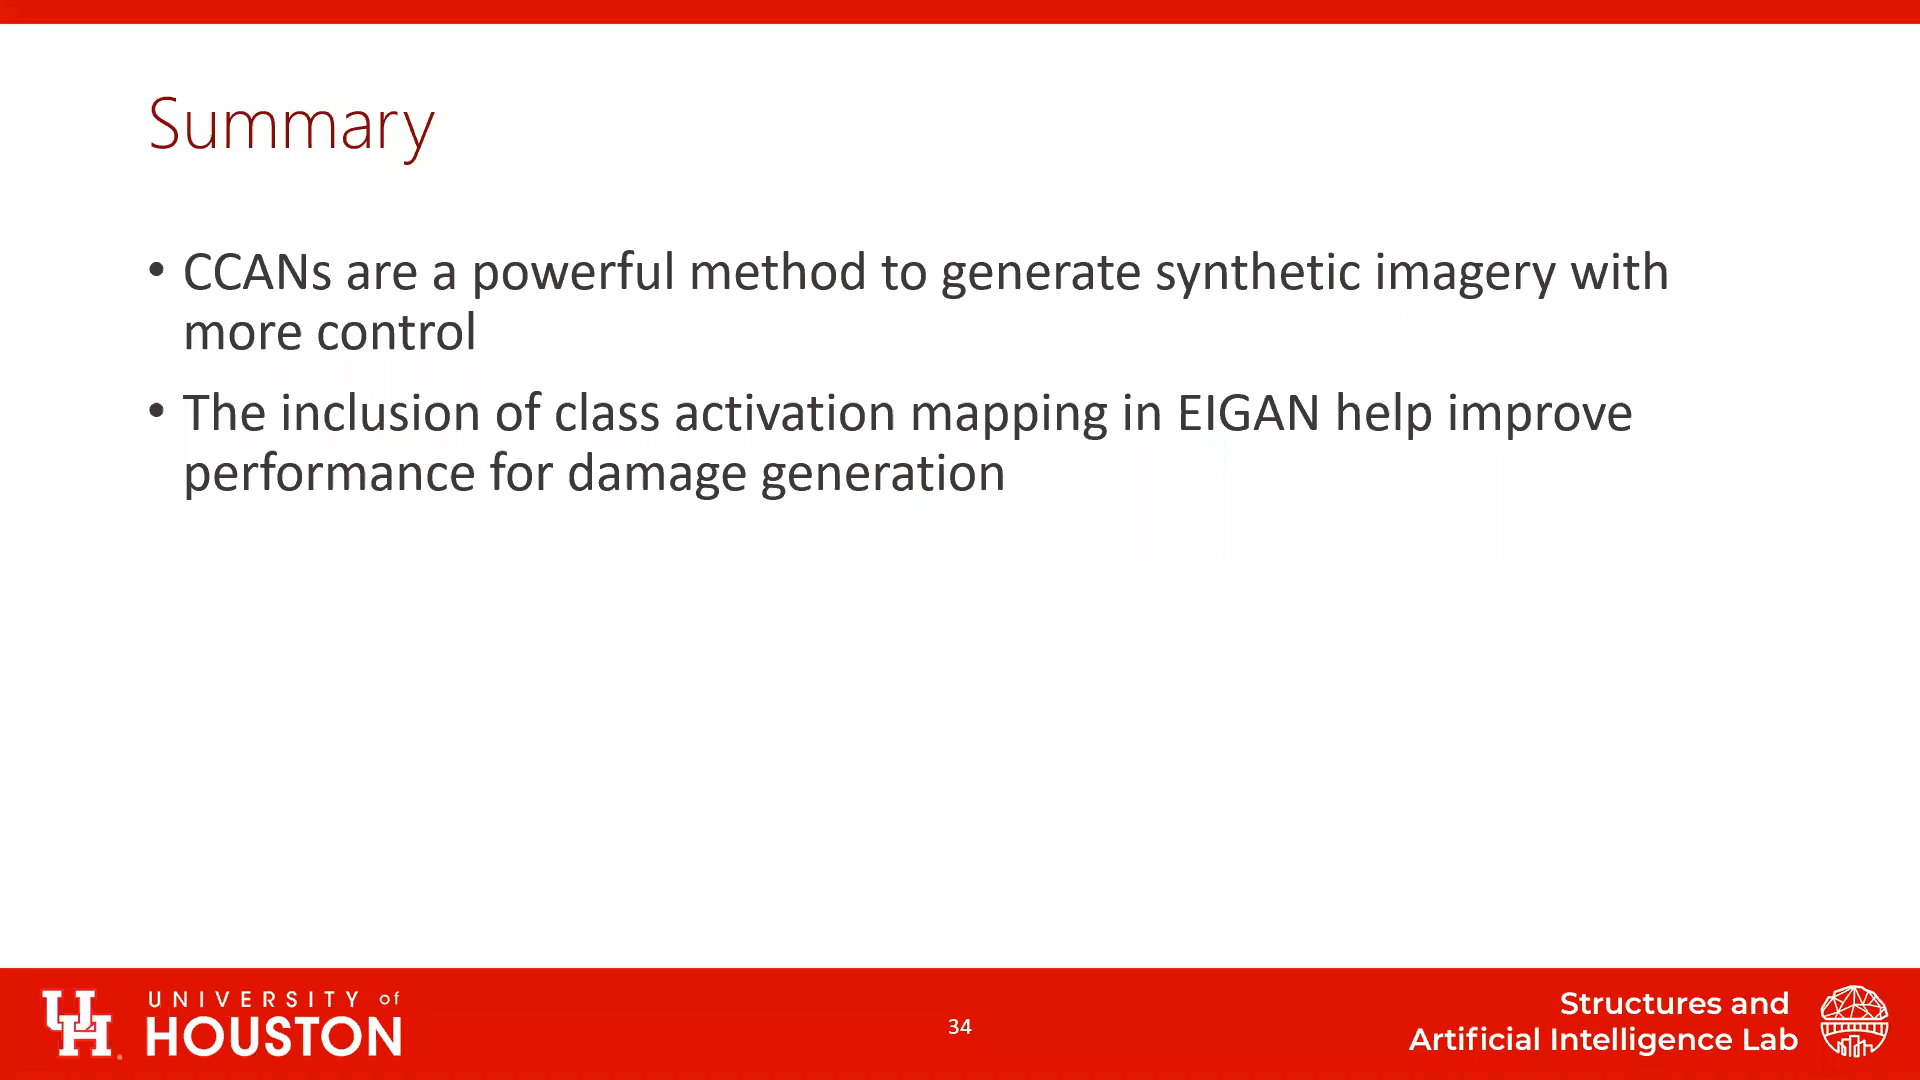 Summary
• CCANs are a powerful method to generate synthetic imagery with
more control
• The inclusion of class activation mapping in EIGAN help improve
performance for damage generation
UNIVERSITY of
HOUSTON
34
Structures and
Artificial Intelligence Lab